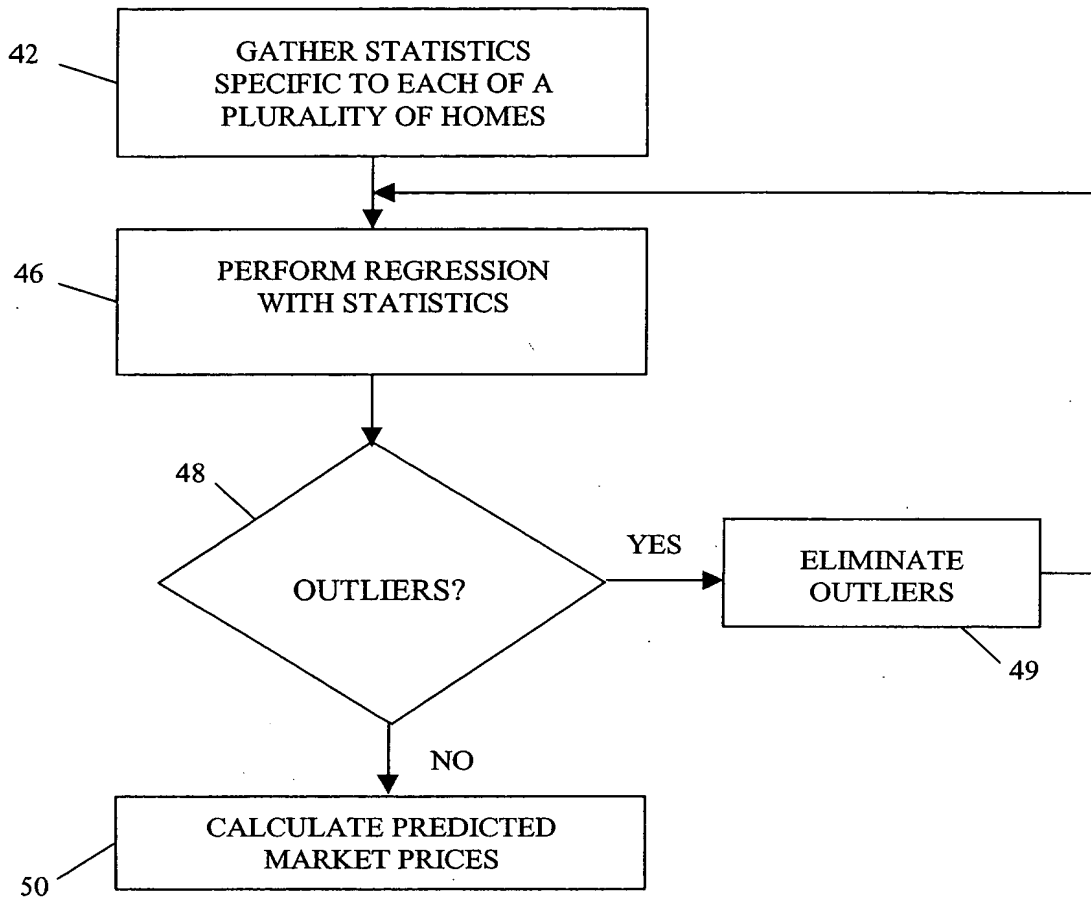 42
GATHER STATISTICS
SPECIFIC TO EACH OF A
PLURALITY OF HOMES
46
PERFORM REGRESSION
WITH STATISTICS
48
OUTLIERS?
YES
ELIMINATE
OUTLIERS
49
NO
CALCULATE PREDICTED
MARKET PRICES
50